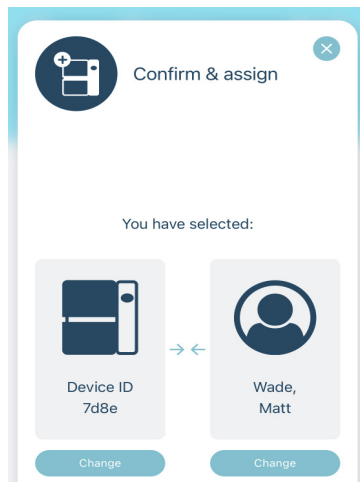 Confirm & assign
You have selected:
Device ID
7d8e
Wade,
Matt
Change
Change